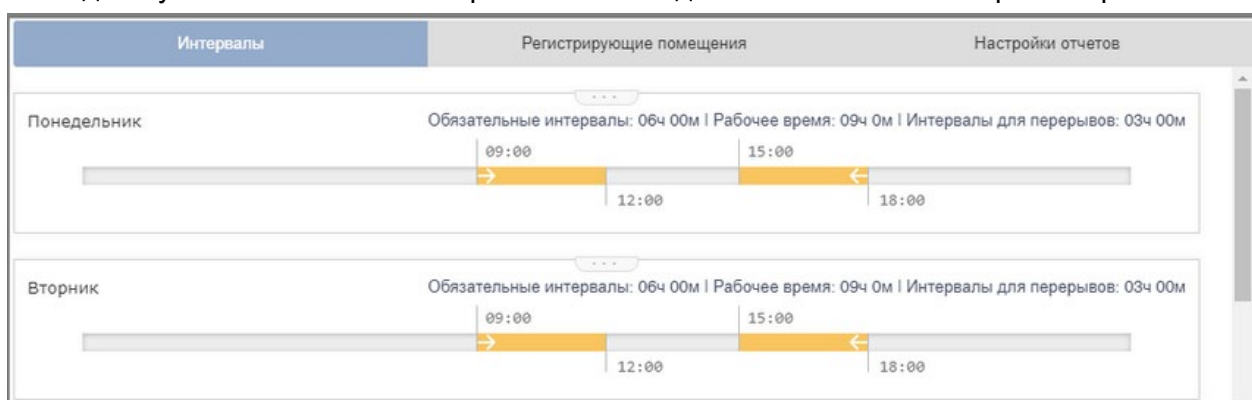 Интервалы
Регистрирующие помещения
Настройки отчетов
Понедельник
Обязательные интервалы: 06ч 00м I Рабочее время: 09ч 0м I Интервалы для перерывов: 03ч 00м
09:00
15:00
12:00
18:00
Вторник
Обязательные интервалы: 06ч 00м I Рабочее время: 09ч 0м I Интервалы для перерывов: 03ч 00м
09:00
15:00
12:00
18:00